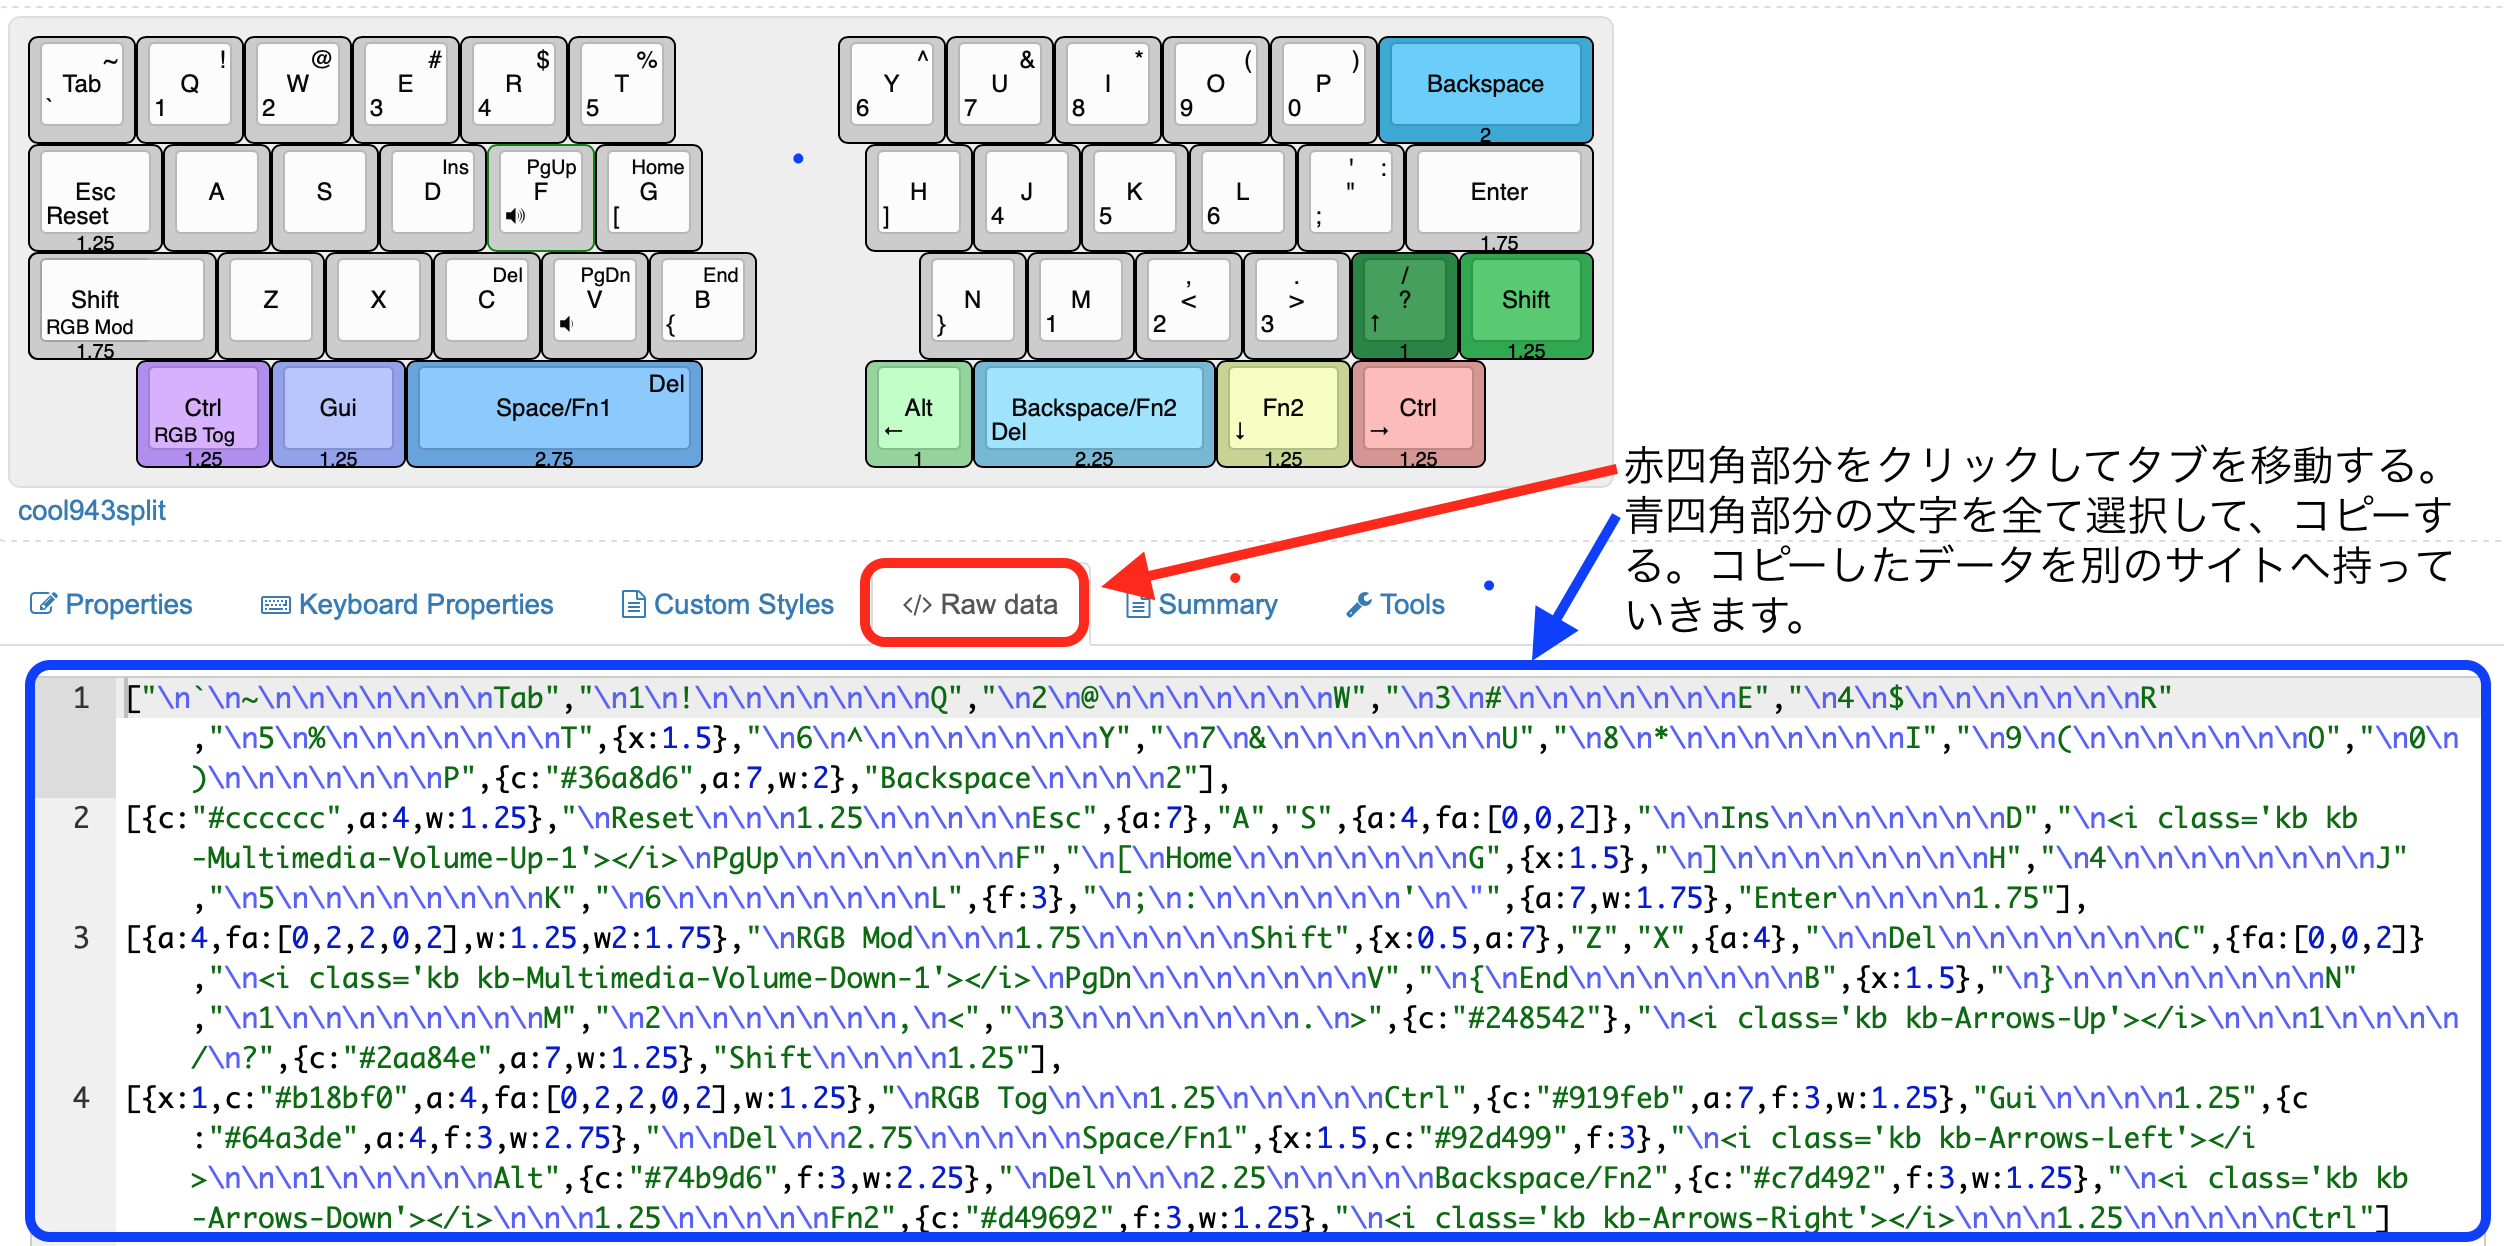 ~ ! @ # $ % ^ & * ( )
Tab Q W E R T Y U I O P Backspace
` 1 2 3 4 5 6 7 8 9 0 2
Ins PgUp Home ' :
Esc A S D F G H J K L " Enter
Reset [ ] 4 5 6 ;
1.25 1.75
Del PgDn End , . /
Shift Z X C V B N M < > ? Shift
RGB Mod { } 1 2 3 ↑
1.75 1 1.25
Del
Ctrl Gui Space/Fn1 Alt Backspace/Fn2 Fn2 Ctrl
RGB Tog ← Del ↓ →
1.25 1.25 2.75 1 2.25 1.25 1.25
cool943split
赤四角部分をクリックしてタブを移動する。
青四角部分の文字を全て選択して、コピーす
る。コピーしたデータを別のサイトへ持って
いきます。
Properties Keyboard Properties Custom Styles </> Raw data Summary Tools
1 ["\n`\n~\n\n\n\n\n\n\nTab","\n1\n!\n\n\n\n\n\n\nQ","\n2\n@\n\n\n\n\n\n\nW","\n3\n#\n\n\n\n\n\n\nE","\n4\n$\n\n\n\n\n\n\nR"
,"\n5\n%\n\n\n\n\n\n\nT",{x:1.5},"\n6\n^\n\n\n\n\n\n\nY","\n7\n&\n\n\n\n\n\n\nU","\n8\n*\n\n\n\n\n\n\nI","\n9\n(\n\n\n\n\n\n\nO","\n0\n
)\n\n\n\n\n\n\nP",{c:"#36a8d6",a:7,w:2},"Backspace\n\n\n\n2"],
2 [{c:"#cccccc",a:4,w:1.25},"\nReset\n\n\n1.25\n\n\n\n\nEsc",{a:7},"A","S",{a:4,fa:[0,0,2]},"\n\nIns\n\n\n\n\n\n\nD","\n<i class='kb kb
-Multimedia-Volume-Up-1'></i>\nPgUp\n\n\n\n\n\n\nF","\n[\nHome\n\n\n\n\n\n\nG",{x:1.5},"\n]\n\n\n\n\n\n\n\nH","\n4\n\n\n\n\n\n\n\nJ"
,"\n5\n\n\n\n\n\n\n\nK","\n6\n\n\n\n\n\n\n\nL",{f:3},"\n;\n:\n\n\n\n\n\n'\n\"",{a:7,w:1.75},"Enter\n\n\n\n1.75"],
3 [{a:4,fa:[0,2,2,0,2],w:1.25,w2:1.75},"\nRGB Mod\n\n\n1.75\n\n\n\n\nShift",{x:0.5,a:7},"Z","X",{a:4},"\n\nDel\n\n\n\n\n\n\nC",{fa:[0,0,2]}
,"\n<i class='kb kb-Multimedia-Volume-Down-1'></i>\nPgDn\n\n\n\n\n\n\nV","\n{\nEnd\n\n\n\n\n\n\nB",{x:1.5},"\n}\n\n\n\n\n\n\n\nN"
,"\n1\n\n\n\n\n\n\n\nM","\n2\n\n\n\n\n\n\n,\n<","\n3\n\n\n\n\n\n\n.\n>",{c:"#248542"},"\n<i class='kb kb-Arrows-Up'></i>\n\n\n1\n\n\n\n
/\n?",{c:"#2aa84e",a:7,w:1.25},"Shift\n\n\n\n1.25"],
4 [{x:1,c:"#b18bf0",a:4,fa:[0,2,2,0,2],w:1.25},"\nRGB Tog\n\n\n1.25\n\n\n\n\nCtrl",{c:"#919feb",a:7,f:3,w:1.25},"Gui\n\n\n\n1.25",{c
:"#64a3de",a:4,f:3,w:2.75},"\n\nDel\n\n2.75\n\n\n\n\nSpace/Fn1",{x:1.5,c:"#92d499",f:3},"\n<i class='kb kb-Arrows-Left'></i
>\n\n\n1\n\n\n\n\nAlt",{c:"#74b9d6",f:3,w:2.25},"\nDel\n\n\n2.25\n\n\n\n\nBackspace/Fn2",{c:"#c7d492",f:3,w:1.25},"\n<i class='kb kb
-Arrows-Down'></i>\n\n\n1.25\n\n\n\n\nFn2",{c:"#d49692",f:3,w:1.25},"\n<i class='kb kb-Arrows-Right'></i>\n\n\n1.25\n\n\n\n\nCtrl"]